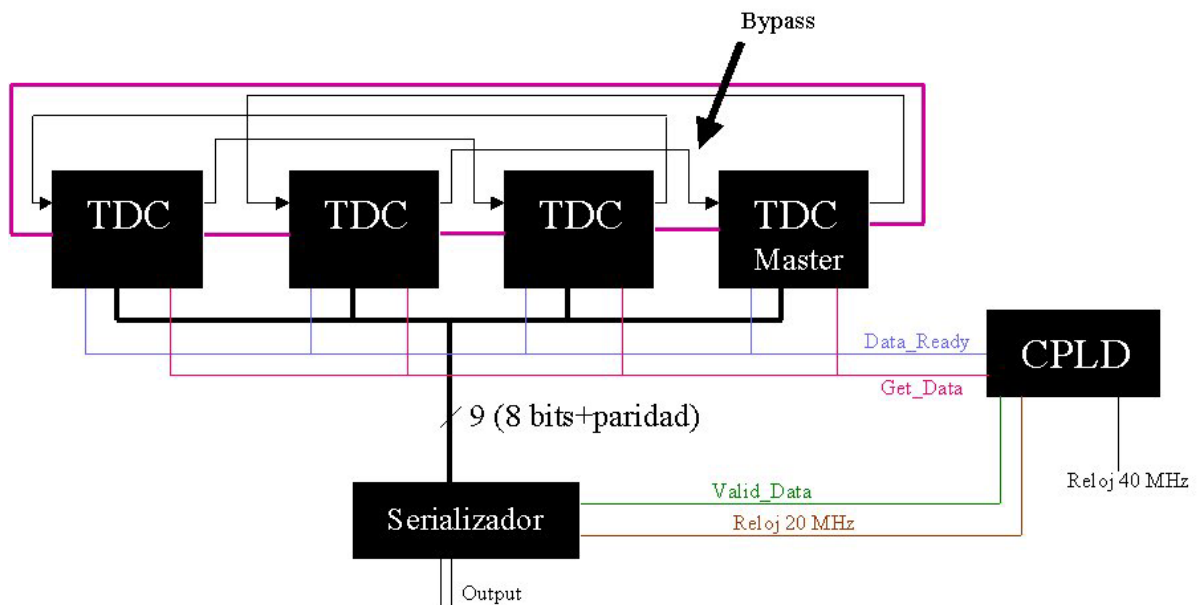 Bypass
TDC
TDC
TDC
TDC
Master
Data_Ready
CPLD
Get_Data
9 (8 bits+paridad)
Reloj 40 MHz
Valid_Data
Serializador
Reloj 20 MHz
Output